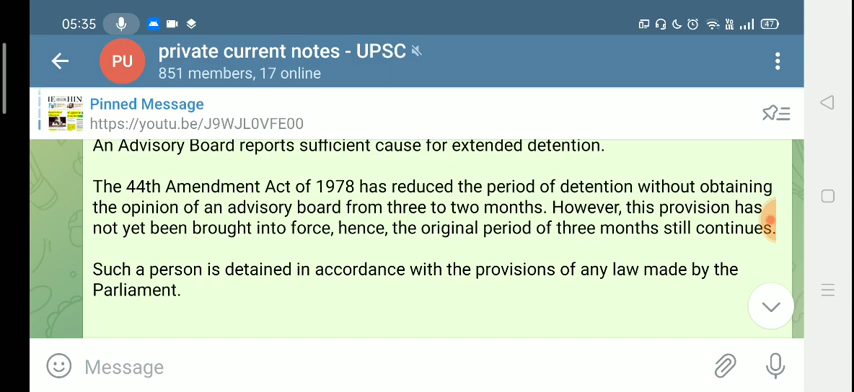 05:35
47
PU
private current notes - UPSC
851 members, 17 online
IE HIN
Pinned Message
https://youtu.be/J9WJL0VFE00
An Advisory Board reports sufficient cause for extended detention.
The 44th Amendment Act of 1978 has reduced the period of detention without obtaining
the opinion of an advisory board from three to two months. However, this provision has
not yet been brought into force, hence, the original period of three months still continues.
Such a person is detained in accordance with the provisions of any law made by the
Parliament.
Message